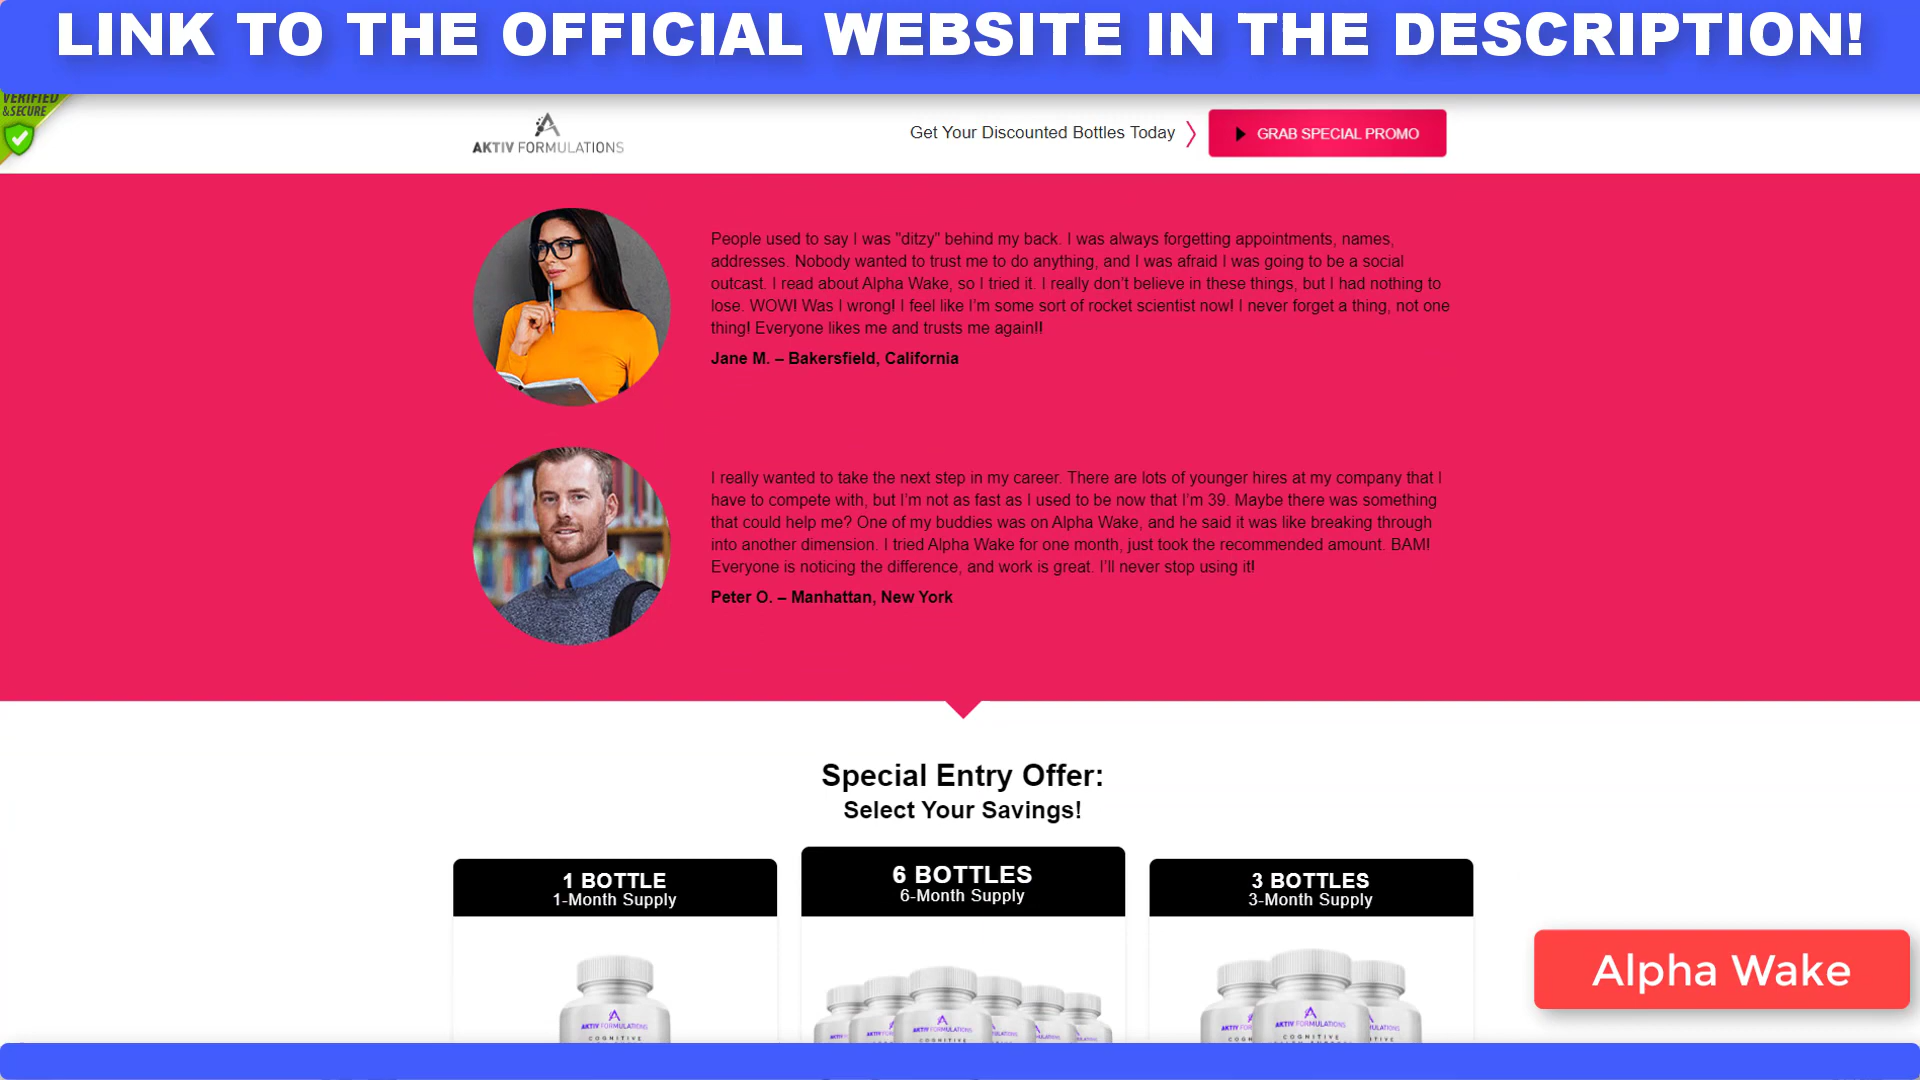 LINK TO THE OFFICIAL WEBSITE IN THE DESCRIPTION!
VERIFIED
&SECURE
AKTIV FORMULATIONS
Get Your Discounted Bottles Today
GRAB SPECIAL PROMO
People used to say I was "ditzy" behind my back. I was always forgetting appointments, names,
addresses. Nobody wanted to trust me to do anything, and I was afraid I was going to be a social
outcast. I read about Alpha Wake, so I tried it. I really don’t believe in these things, but I had nothing to
lose. WOW! Was I wrong! I feel like I’m some sort of rocket scientist now! I never forget a thing, not one
thing! Everyone likes me and trusts me again!!
Jane M. – Bakersfield, California
I really wanted to take the next step in my career. There are lots of younger hires at my company that I
have to compete with, but I’m not as fast as I used to be now that I’m 39. Maybe there was something
that could help me? One of my buddies was on Alpha Wake, and he said it was like breaking through
into another dimension. I tried Alpha Wake for one month, just took the recommended amount. BAM!
Everyone is noticing the difference, and work is great. I’ll never stop using it!
Peter O. – Manhattan, New York
Special Entry Offer:
Select Your Savings!
1 BOTTLE
1-Month Supply
6 BOTTLES
6-Month Supply
3 BOTTLES
3-Month Supply
AKTIV FORMULATIONS
COGNITIVE
AKTIV FORMULATIONS
COGNITIVE
AKTIV FORMULATIONS
COGNITIVE
Alpha Wake